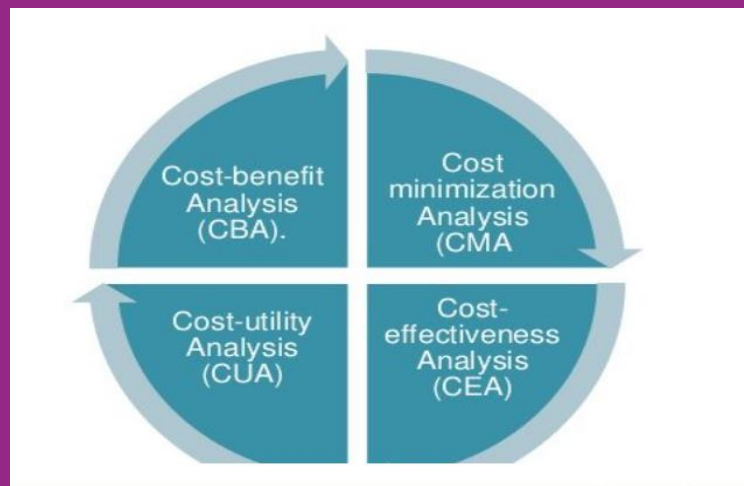 Cost-benefit
Analysis
(CBA).
Cost
minimization
Analysis
(CMA
Cost-utility
Analysis
(CUA)
Cost-
effectiveness
Analysis
(CEA)